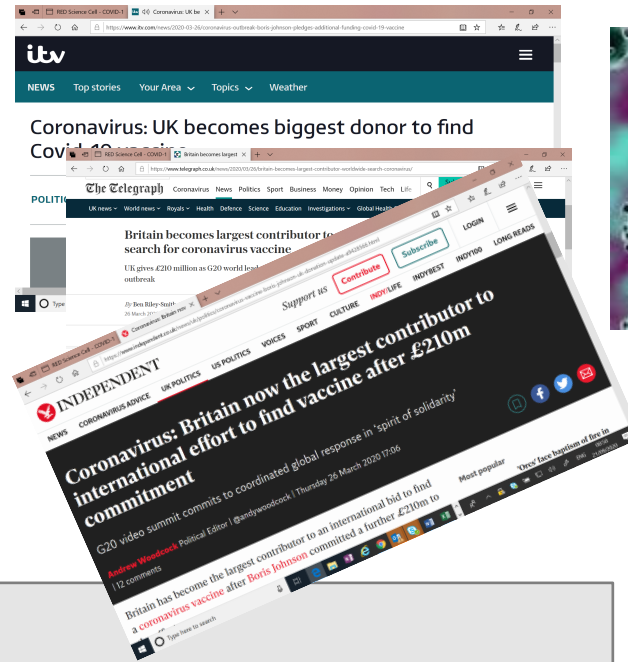 RED Science Cell - COVID-1
Coronavirus: UK be
https://www.itv.com/news/2020-03-26/coronavirus-outbreak-boris-johnson-pledges-additional-funding-covid-19-vaccine
itv
NEWS Top stories Your Area Topics Weather
Coronavirus: UK becomes biggest donor to find
Covid-19 vaccine
POLITI
Type
RED Science Cell - COVID-1
Britain becomes largest
https://www.telegraph.co.uk/news/2020/03/26/britain-becomes-largest-contributor-worldwide-search-coronavirus/
The Telegraph Coronavirus News Politics Sport Business Money Opinion Tech Life
UK news World news Royals Health Defence Science Education Investigations Global Health
Britain becomes largest contributor to
search for coronavirus vaccine
UK gives £210 million as G20 world lead
outbreak
By Ben Riley-Smith
26 March
RED Science Cell - COVID-1
Coronavirus: Britain now
INDEPENDENT
Support us
Contribute
Subscribe
LOGIN
NEWS CORONAVIRUS ADVICE UK POLITICS US POLITICS VOICES SPORT CULTURE INDY/LIFE INDYBEST INDY100 LONG READS
Coronavirus: Britain now the largest contributor to
international effort to find vaccine after £210m
commitment
G20 video summit commits to coordinated global response in 'spirit of solidarity'
Andrew Woodcock Political Editor | @andywoodcock | Thursday 26 March 2020 17:06
12 comments
Britain has become the largest contributor to an international bid to find
a coronavirus vaccine after Boris Johnson committed a further £210m to
Most popular
'Orcs' face baptism of fire in
Type here to search
ENG